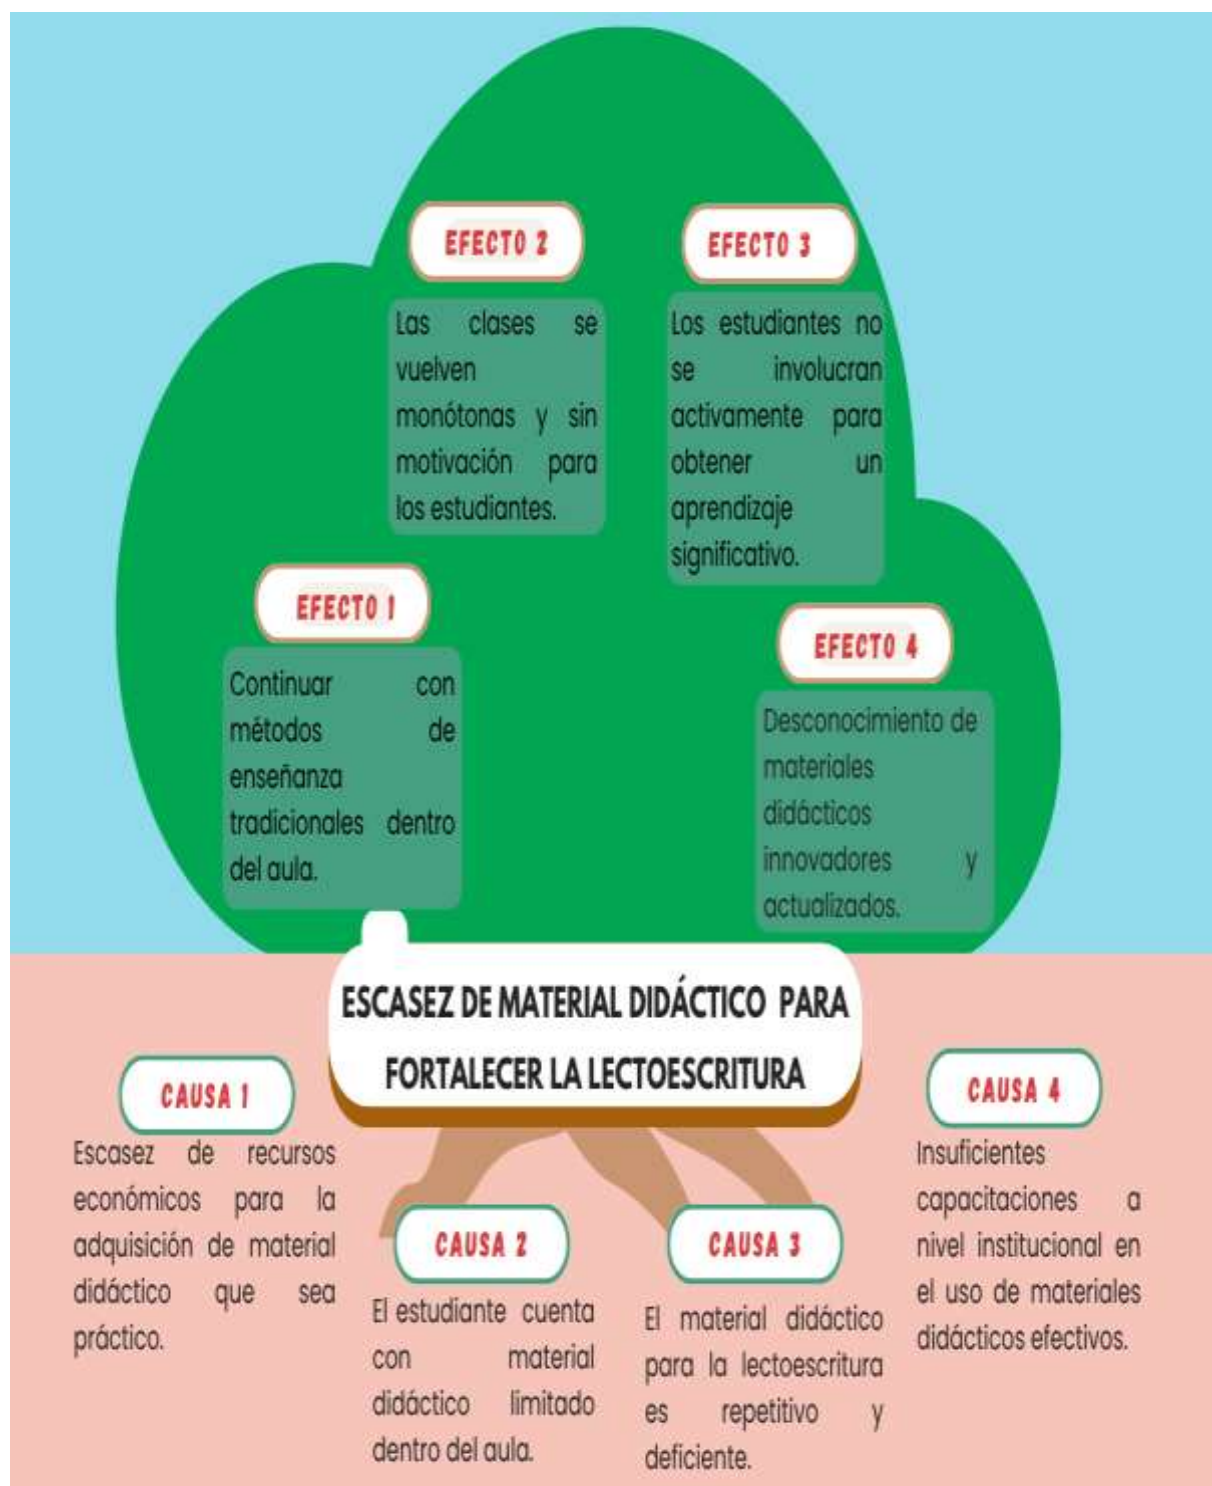 EFECTO 2
Las clases se
vuelven
monótonas y sin
motivación para
los estudiantes.
EFECTO 3
Los estudiantes no
se involucran
activamente para
obtener un
aprendizaje
significativo.
EFECTO 1
Continuar con
métodos de
enseñanza
tradicionales dentro
del aula.
EFECTO 4
Desconocimiento de
materiales
didácticos
innovadores y
actualizados.
ESCASEZ DE MATERIAL DIDÁCTICO PARA
FORTALECER LA LECTOESCRITURA
CAUSA 1
Escasez de recursos
económicos para la
adquisición de material
didáctico que sea
práctico.
CAUSA 2
El estudiante cuenta
con material
didáctico limitado
dentro del aula.
CAUSA 3
El material didáctico
para la lectoescritura
es repetitivo y
deficiente.
CAUSA 4
Insuficientes
capacitaciones a
nivel institucional en
el uso de materiales
didácticos efectivos.